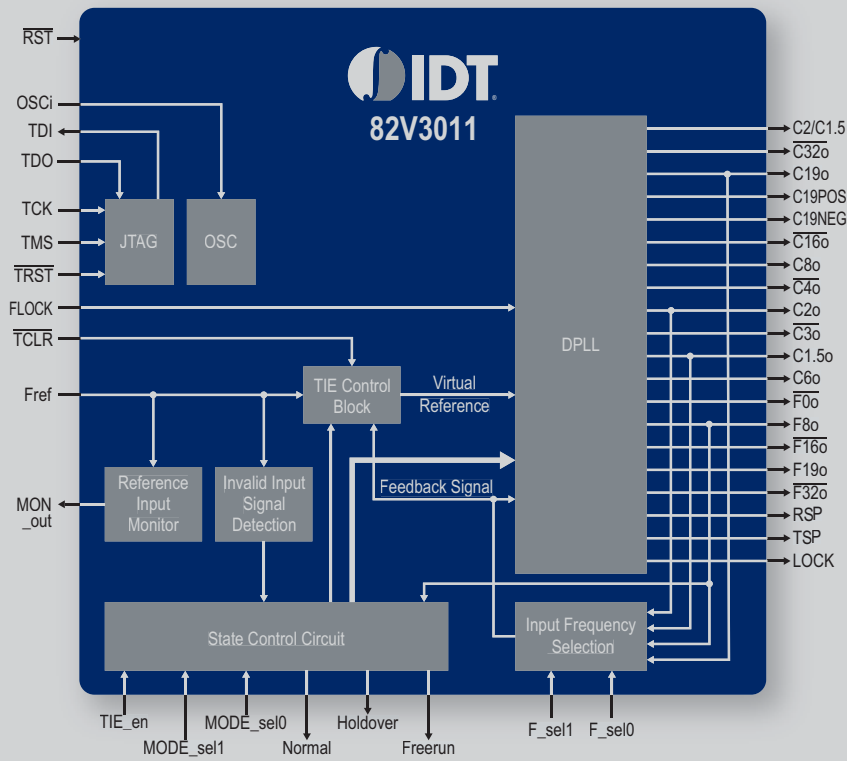 RST
OSCi
TDI
TDO
TCK
TMS
TRST
FLOCK
TCLR
Fref
MON
_out
IDT
82V3011
JTAG
OSC
TIE Control
Block
Virtual
Reference
Reference
Input
Monitor
Invalid Input
Signal
Detection
Feedback Signal
DPLL
State Control Circuit
Input Frequency
Selection
C2/C1.5
C32o
C19o
C19POS
C19NEG
C16o
C8o
C4o
C2o
C3o
C1.5o
C6o
F0o
F8o
F16o
F19o
F32o
RSP
TSP
LOCK
TIE_en
MODE_sel1
MODE_sel0
Normal
Holdover
Freerun
F_sel1
F_sel0